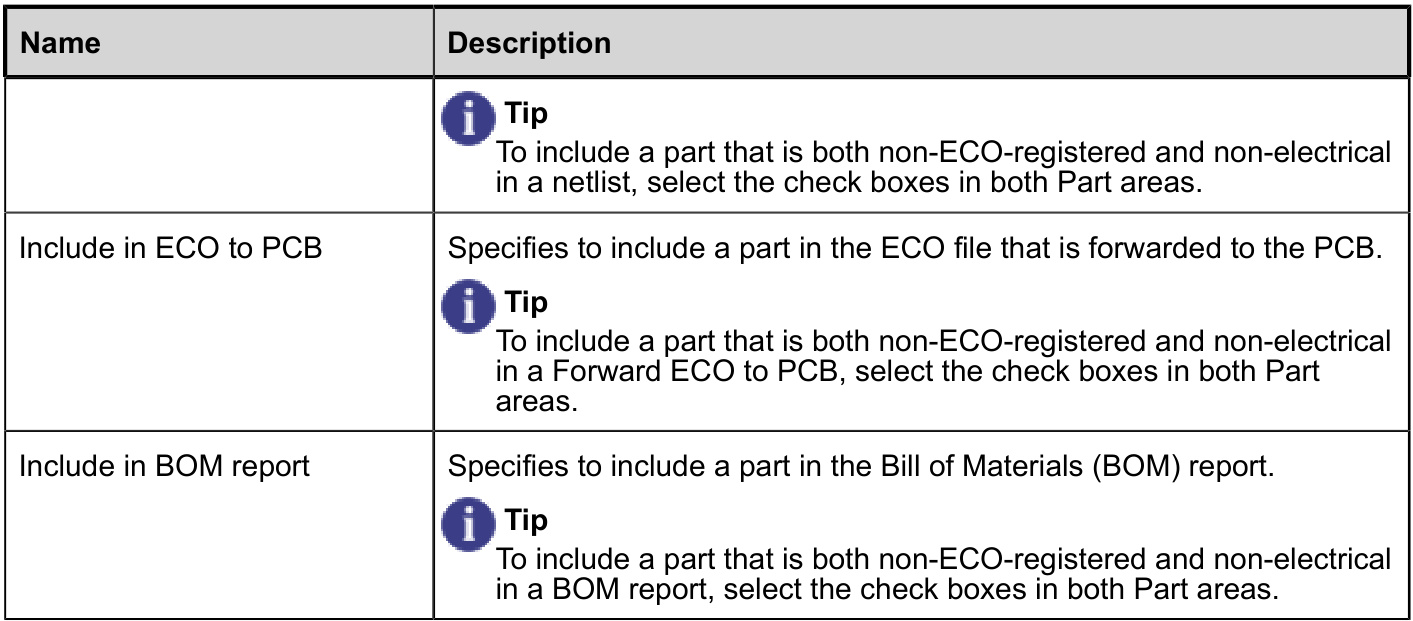 Name
Description
Tip
To include a part that is both non-ECO-registered and non-electrical
in a netlist, select the check boxes in both Part areas.
Include in ECO to PCB
Specifies to include a part in the ECO file that is forwarded to the PCB.
Tip
To include a part that is both non-ECO-registered and non-electrical
in a Forward ECO to PCB, select the check boxes in both Part
areas.
Include in BOM report
Specifies to include a part in the Bill of Materials (BOM) report.
Tip
To include a part that is both non-ECO-registered and non-electrical
in a BOM report, select the check boxes in both Part areas.